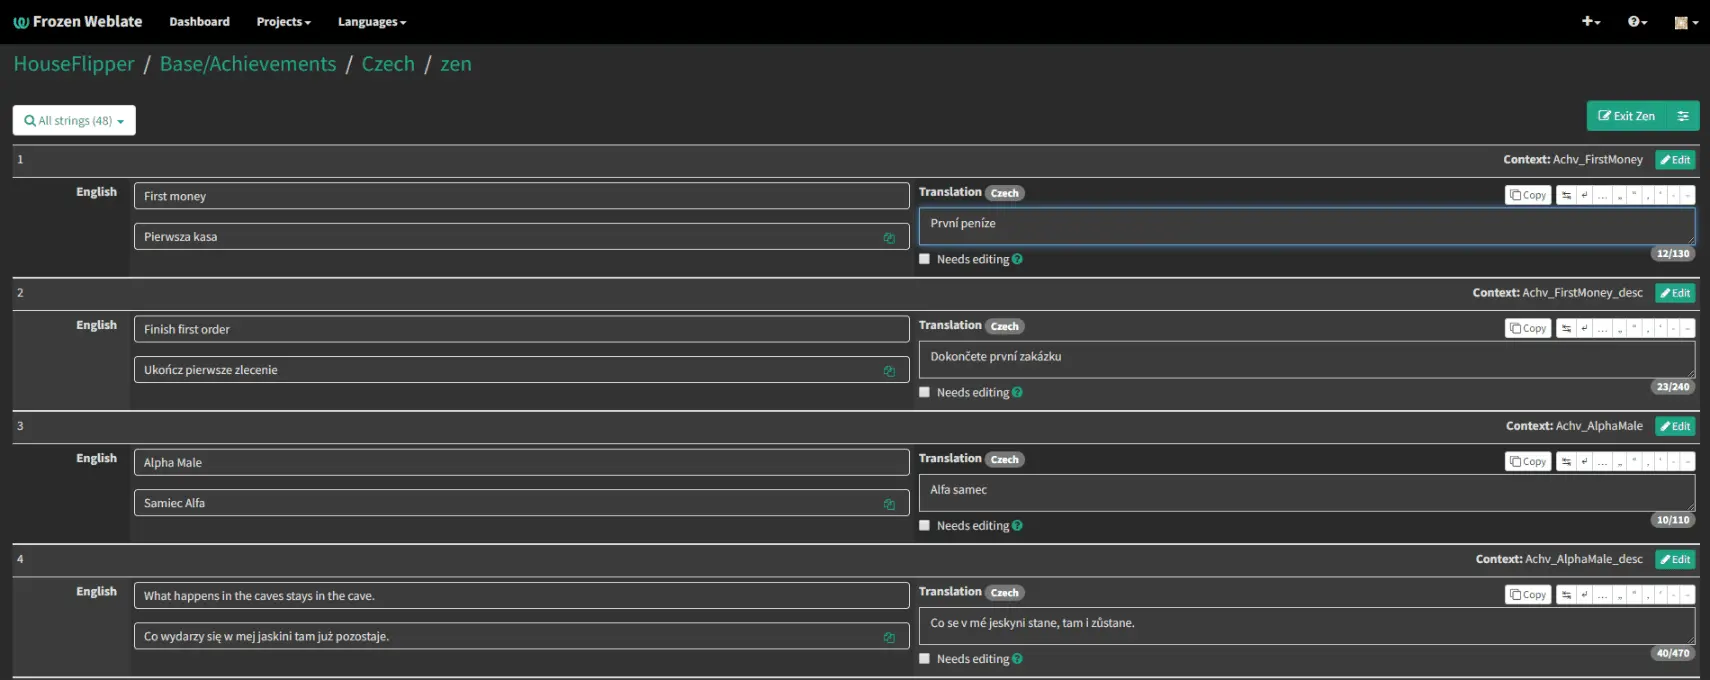 Frozen Weblate Dashboard Projects Languages
HouseFlipper / Base/Achievements / Czech / zen
All strings (48) Exit Zen
1 Context: Achv_FirstMoney Edit
English First money Translation Czech Copy
První peníze
Pierwsza kasa
12/130
Needs editing
2 Context: Achv_FirstMoney_desc Edit
English Finish first order Translation Czech Copy
Dokončete první zakázku
Ukończ pierwsze zlecenie
23/240
Needs editing
3 Context: Achv_AlphaMale Edit
English Alpha Male Translation Czech Copy
Alfa samec
Samiec Alfa
10/110
Needs editing
4 Context: Achv_AlphaMale_desc Edit
English What happens in the caves stays in the cave. Translation Czech Copy
Co se v mé jeskyni stane, tam i zůstane.
Co wydarzy się w mej jaskini tam już pozostaje.
40/470
Needs editing